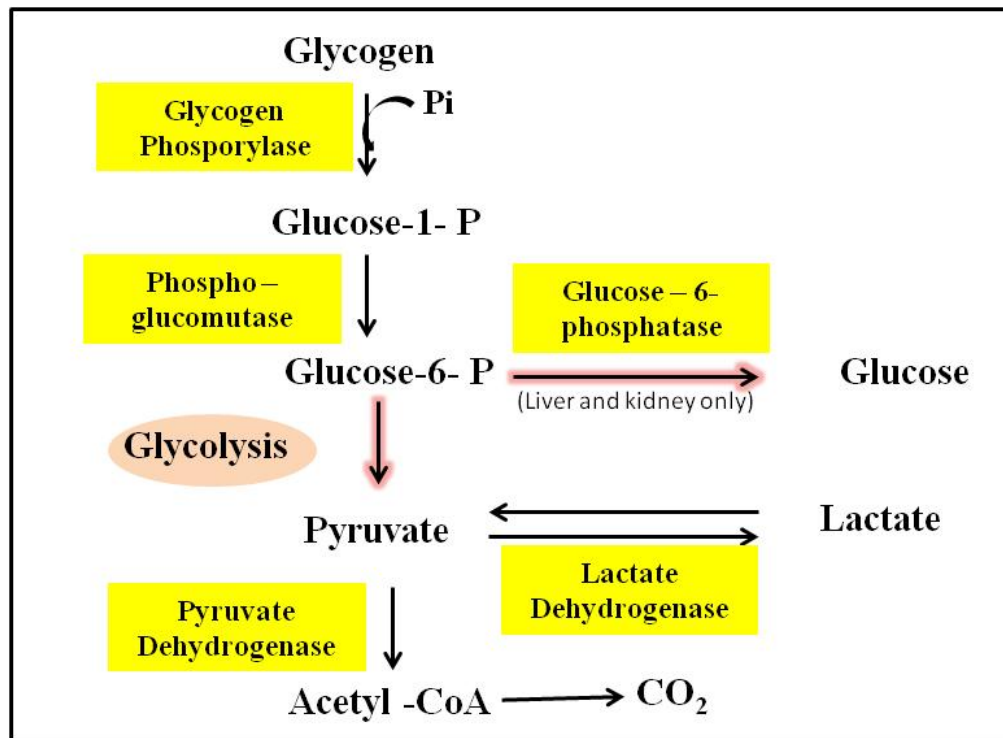 Glycogen
Glycogen
Phosporylase
Pi
Glucose-1- P
Phospho –
glucomutase
Glucose – 6-
phosphatase
Glucose-6- P
(Liver and kidney only)
Glucose
Glycolysis
Pyruvate
Lactate
Lactate
Dehydrogenase
Pyruvate
Dehydrogenase
Acetyl -CoA
CO₂